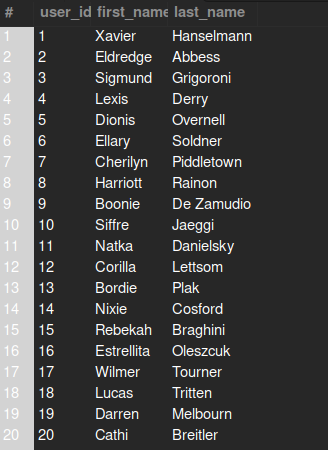 # user_id first_name last_name
1 1 Xavier Hanselmann
2 2 Eldredge Abbess
3 3 Sigmund Grigoroni
4 4 Lexis Derry
5 5 Dionis Overnell
6 6 Ellary Soldner
7 7 Cherilyn Piddletown
8 8 Harriott Rainon
9 9 Boonie De Zamudio
10 10 Siffre Jaeggi
11 11 Natka Danielsky
12 12 Corilla Lettsom
13 13 Bordie Plak
14 14 Nixie Cosford
15 15 Rebekah Braghini
16 16 Estrellita Oleszcuk
17 17 Wilmer Tourner
18 18 Lucas Tritten
19 19 Darren Melbourn
20 20 Cathi Breitler